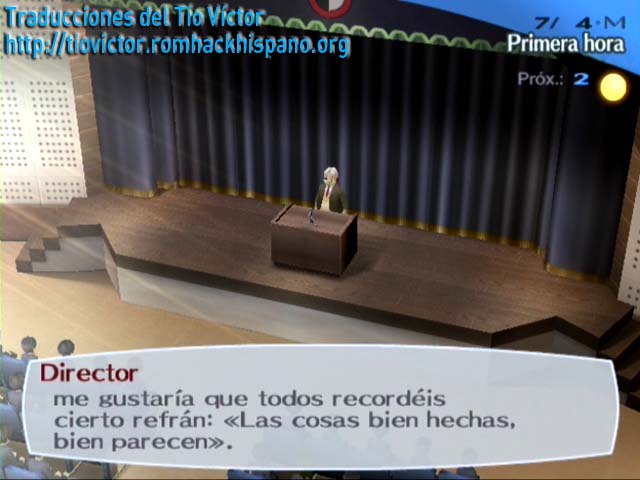 Traducciones del Tío Víctor
http://tiovictor.romhackhispano.org
7/ 4·M
Primera hora
Próx.: 2
Director
me gustaría que todos recordéis
cierto refrán: «Las cosas bien hechas,
bien parecen».